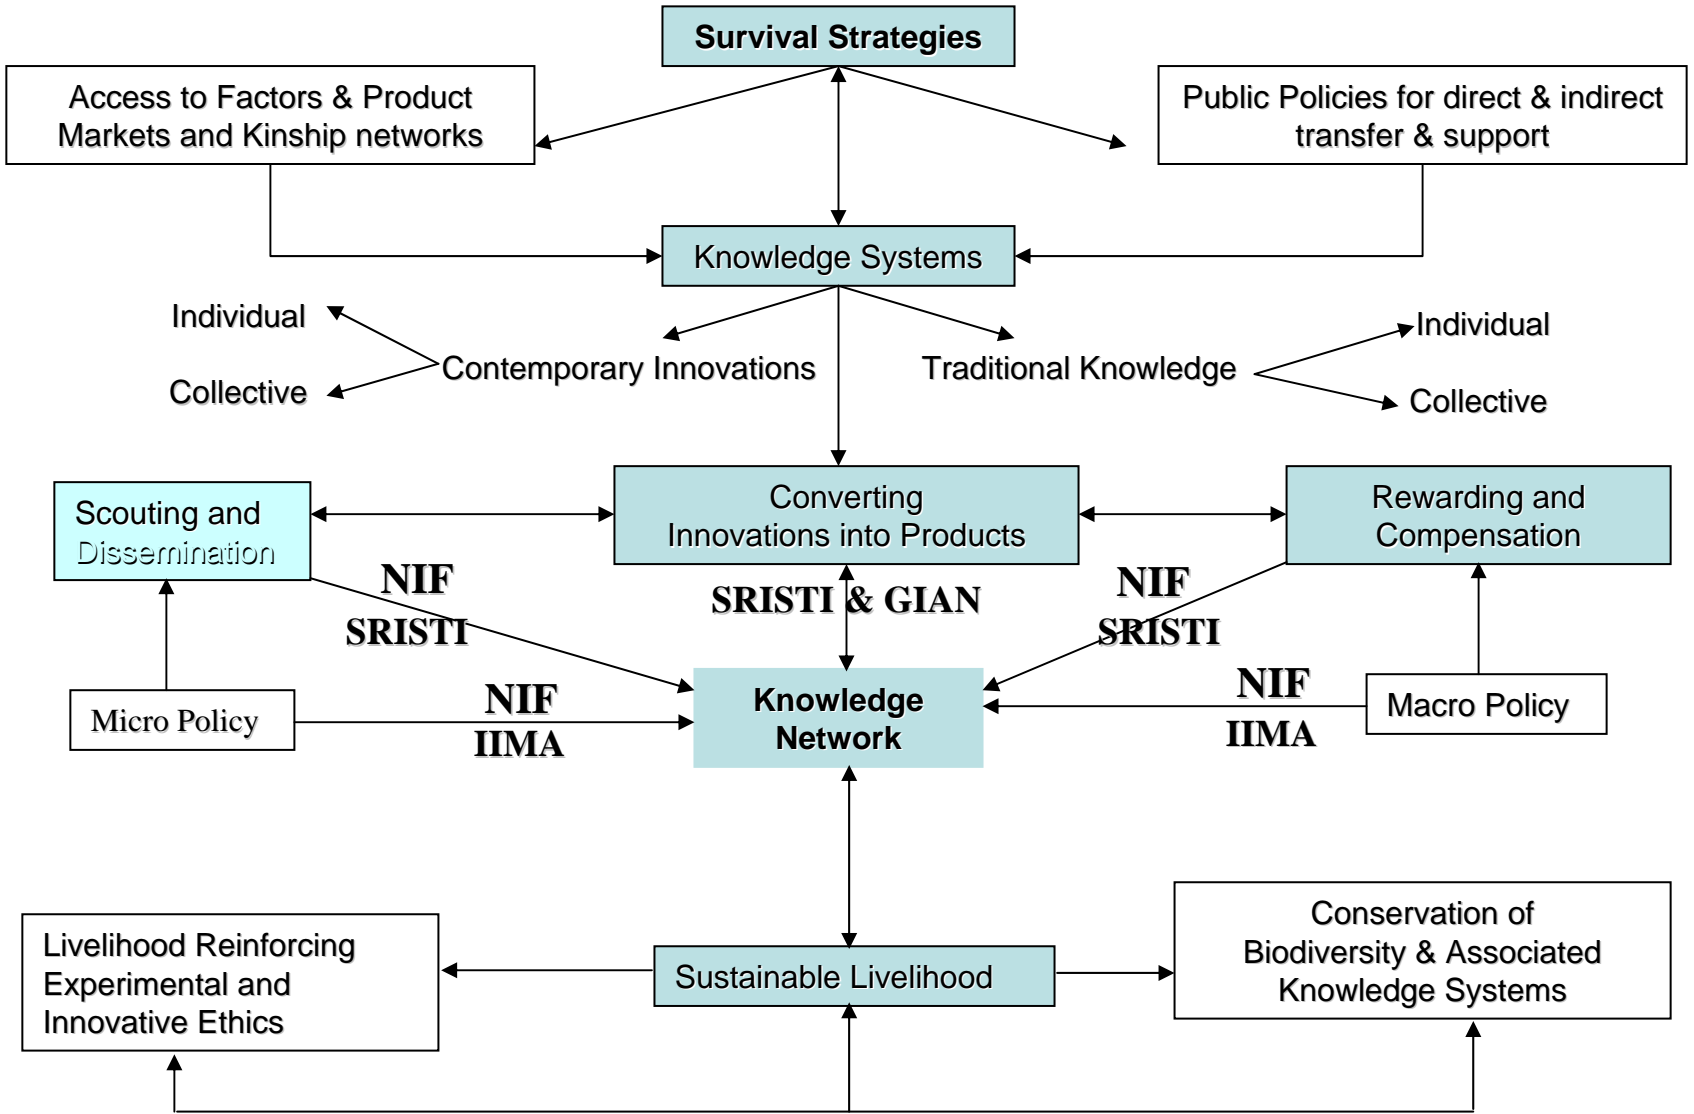 Survival Strategies
Access to Factors & Product
Markets and Kinship networks
Public Policies for direct & indirect
transfer & support
Knowledge Systems
Individual
Collective
Contemporary Innovations
Traditional Knowledge
Individual
Collective
Scouting and
Dissemination
Converting
Innovations into Products
Rewarding and
Compensation
NIF
SRISTI
SRISTI & GIAN
NIF
SRISTI
Micro Policy
NIF
IIMA
Knowledge
Network
NIF
IIMA
Macro Policy
Livelihood Reinforcing
Experimental and
Innovative Ethics
Sustainable Livelihood
Conservation of
Biodiversity & Associated
Knowledge Systems